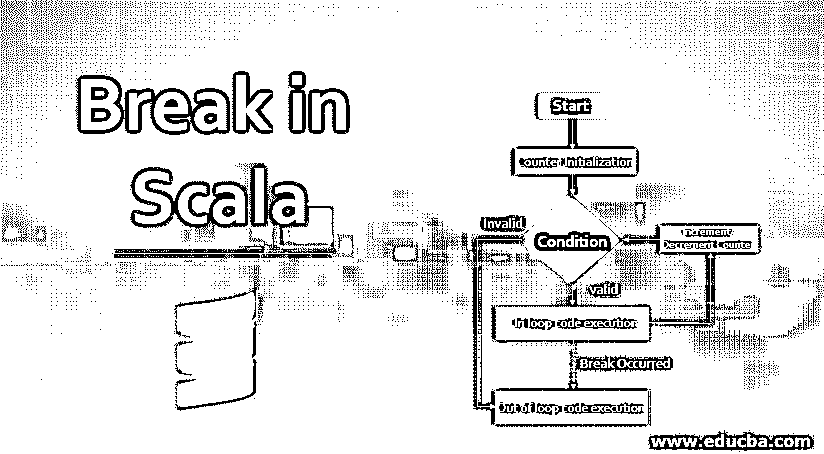 Break in
Scala
Start
Counter Initialization
Invalid
Condition
Increment/
Decrement Counter
Valid
In loop code execution
Break Occurred
Out of loop code execution
www.educba.com